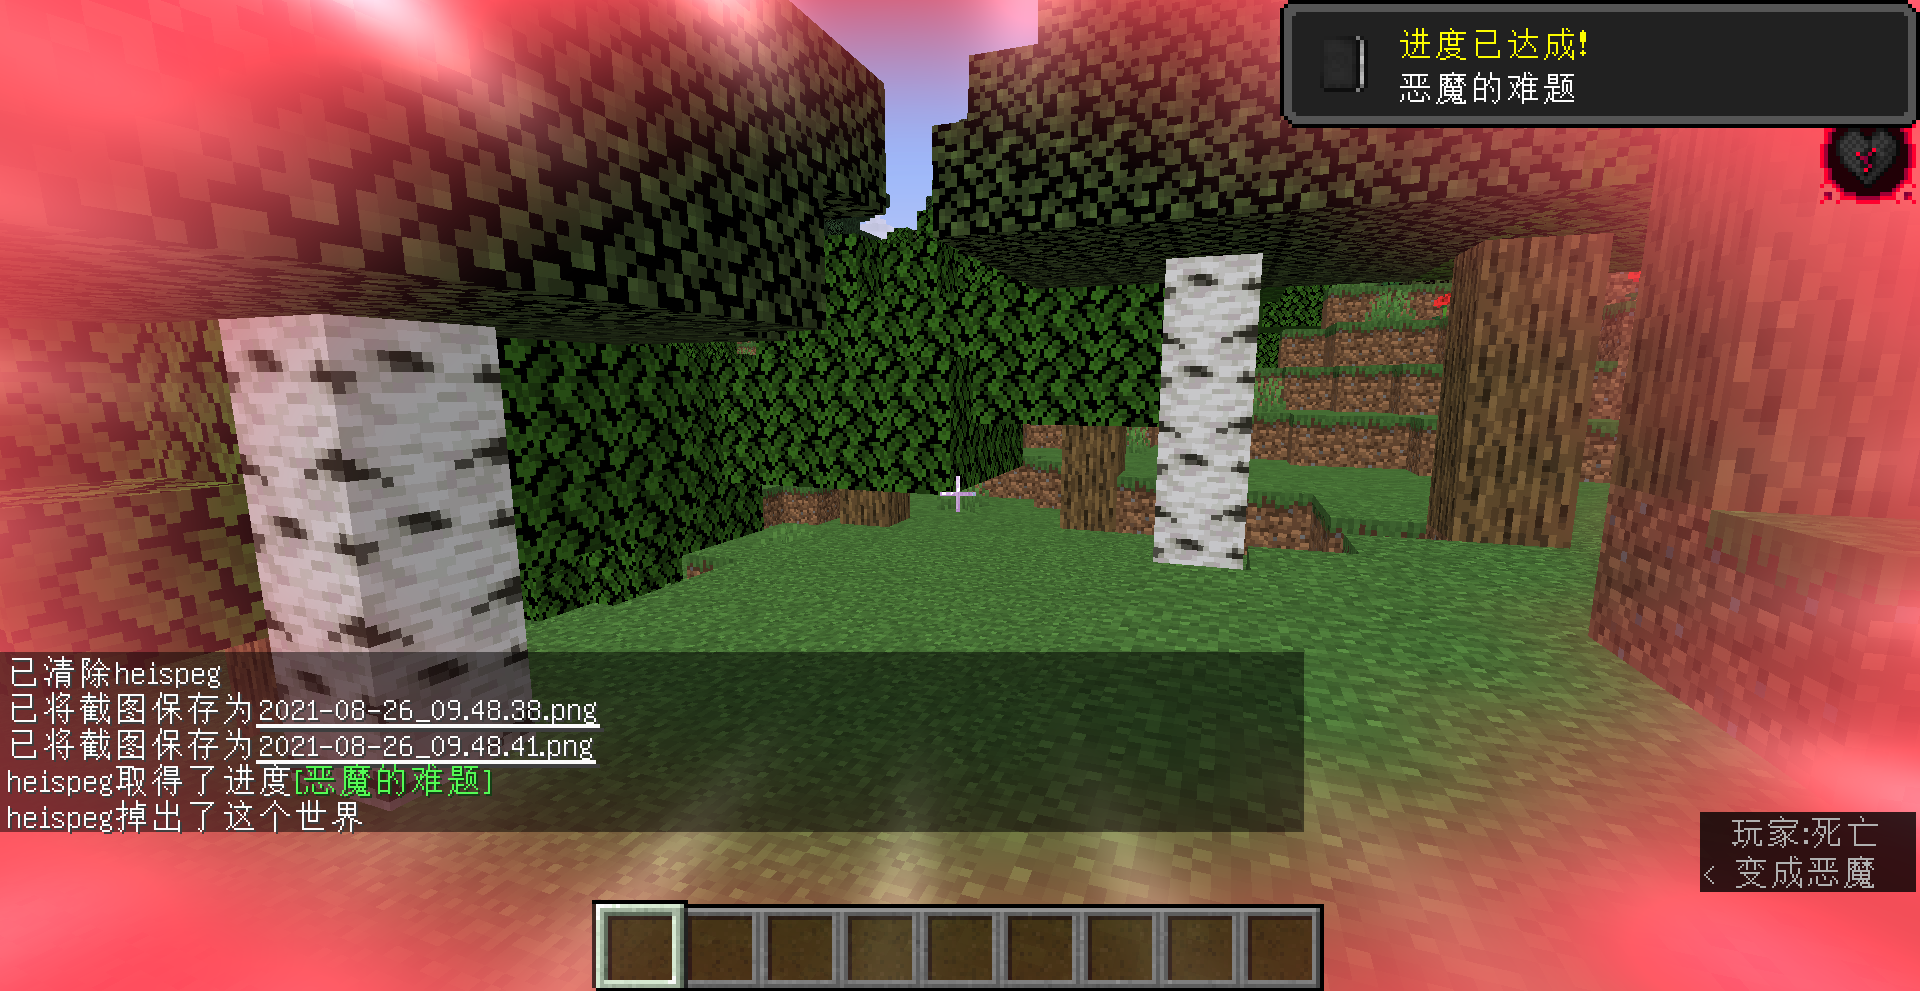 进度已达成!
恶魔的难题
已清除heispeg
已将截图保存为2021-08-26_09.48.38.png
已将截图保存为2021-08-26_09.48.41.png
heispeg取得了进度[恶魔的难题]
heispeg掉出了这个世界
玩家:死亡
< 变成恶魔